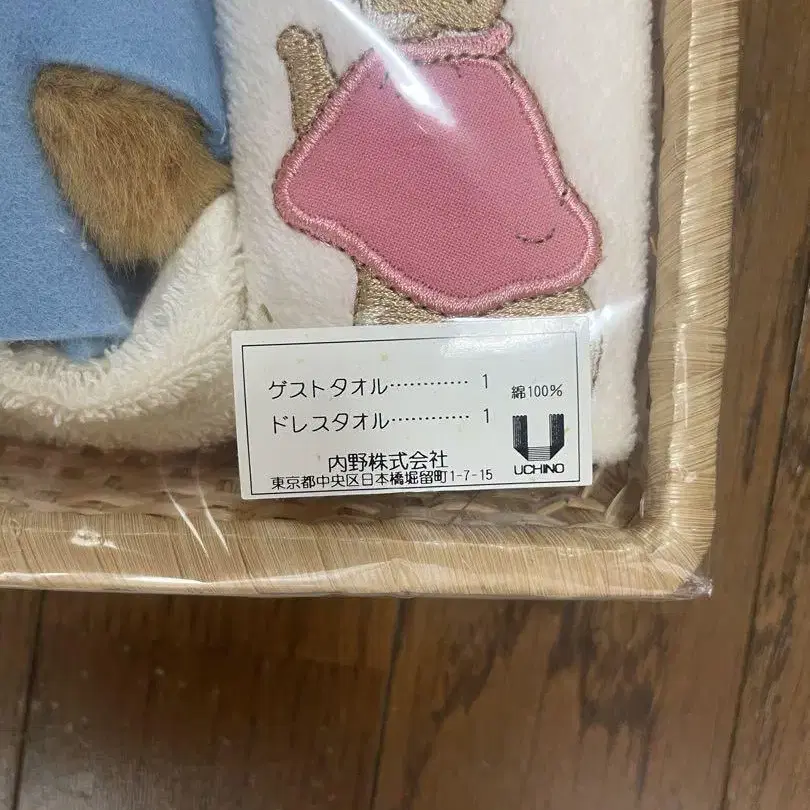 ゲストタオル………… 1
ドレスタオル………… 1
綿100%
UCHINO
内野株式会社
東京都中央区日本橋堀留町1-7-15